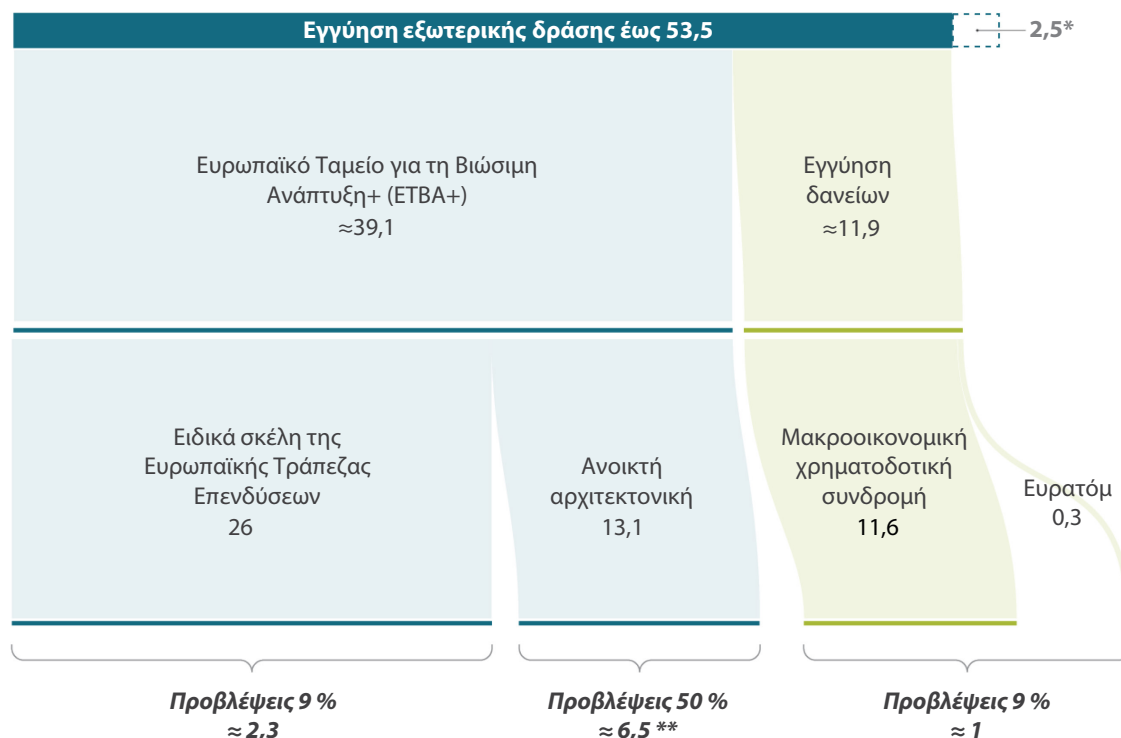 Εγγύηση εξωτερικής δράσης έως 53,5
2,5*
Ευρωπαϊκό Ταμείο για τη Βιώσιμη
Ανάπτυξη+ (ΕΤΒΑ+)
≈39,1
Εγγύηση
δανείων
≈11,9
Ειδικά σκέλη της
Ευρωπαϊκής Τράπεζας
Επενδύσεων
26
Ανοικτή
αρχιτεκτονική
13,1
Μακροοικονομική
χρηματοδοτική
συνδρομή
11,6
Ευρατόμ
0,3
Προβλέψεις 9 %
≈ 2,3
Προβλέψεις 50 %
≈ 6,5 **
Προβλέψεις 9 %
≈ 1